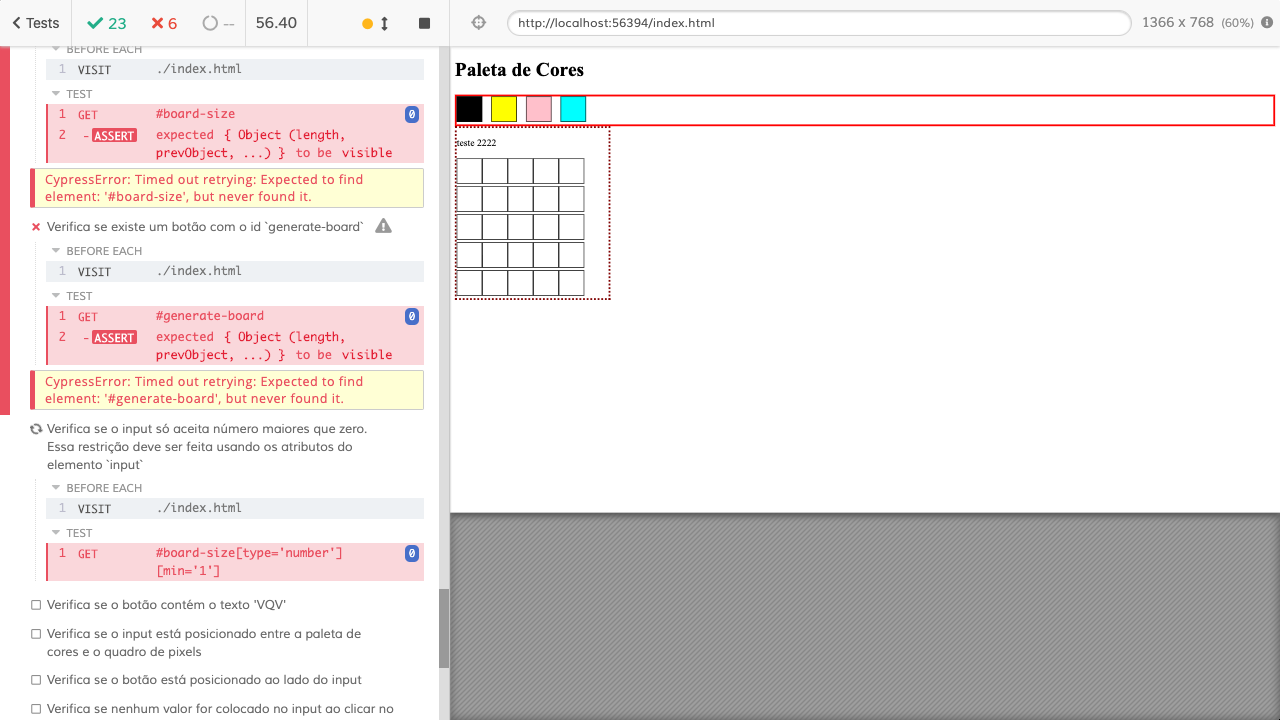 Tests
23
6
--
56.40
http://localhost:56394/index.html
1366 x 768 (60%)
BEFORE EACH
1 VISIT ./index.html
TEST
1 GET #board-size 0
2 -ASSERT expected { Object (length,
prevObject, ...) } to be visible
CypressError: Timed out retrying: Expected to find
element: '#board-size', but never found it.
Verifica se existe um botão com o id `generate-board`
BEFORE EACH
1 VISIT ./index.html
TEST
1 GET #generate-board 0
2 -ASSERT expected { Object (length,
prevObject, ...) } to be visible
CypressError: Timed out retrying: Expected to find
element: '#generate-board', but never found it.
Verifica se o input só aceita número maiores que zero.
Essa restrição deve ser feita usando os atributos do
elemento `input`
BEFORE EACH
1 VISIT ./index.html
TEST
1 GET #board-size[type='number'] 0
[min='1']
Verifica se o botão contém o texto 'VQV'
Verifica se o input está posicionado entre a paleta de
cores e o quadro de pixels
Verifica se o botão está posicionado ao lado do input
Verifica se nenhum valor for colocado no input ao clicar no
Paleta de Cores
teste 2222